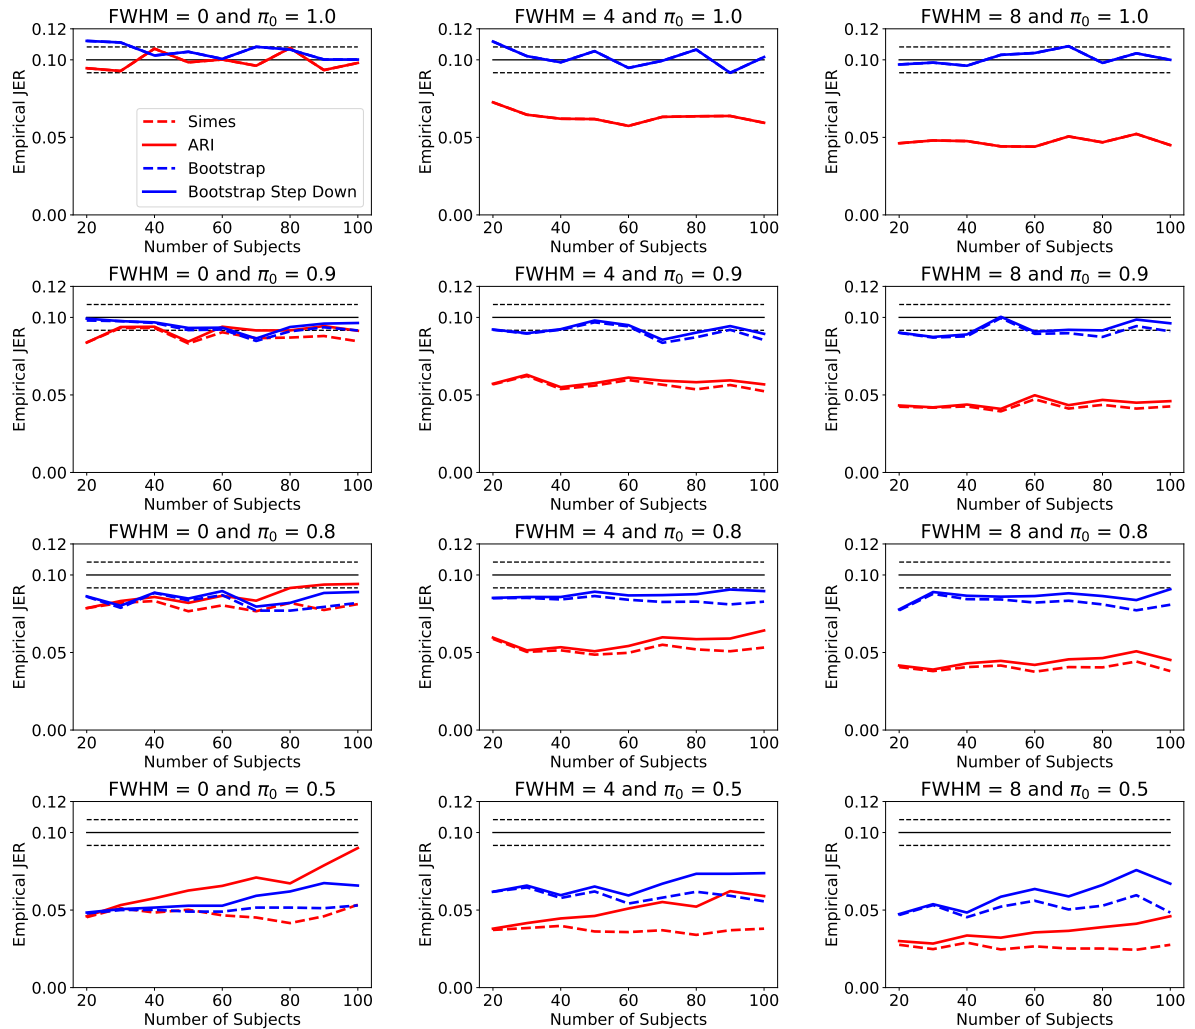 FWHM = 0 and π₀ = 1.0
FWHM = 4 and π₀ = 1.0
FWHM = 8 and π₀ = 1.0
Empirical JER
0.12
0.10
0.05
0.00
Simes
ARI
Bootstrap
Bootstrap Step Down
20 40 60 80 100
Number of Subjects
Empirical JER
0.12
0.10
0.05
0.00
20 40 60 80 100
Number of Subjects
Empirical JER
0.12
0.10
0.05
0.00
20 40 60 80 100
Number of Subjects
FWHM = 0 and π₀ = 0.9
FWHM = 4 and π₀ = 0.9
FWHM = 8 and π₀ = 0.9
Empirical JER
0.12
0.10
0.05
0.00
20 40 60 80 100
Number of Subjects
Empirical JER
0.12
0.10
0.05
0.00
20 40 60 80 100
Number of Subjects
Empirical JER
0.12
0.10
0.05
0.00
20 40 60 80 100
Number of Subjects
FWHM = 0 and π₀ = 0.8
FWHM = 4 and π₀ = 0.8
FWHM = 8 and π₀ = 0.8
Empirical JER
0.12
0.10
0.05
0.00
20 40 60 80 100
Number of Subjects
Empirical JER
0.12
0.10
0.05
0.00
20 40 60 80 100
Number of Subjects
Empirical JER
0.12
0.10
0.05
0.00
20 40 60 80 100
Number of Subjects
FWHM = 0 and π₀ = 0.5
FWHM = 4 and π₀ = 0.5
FWHM = 8 and π₀ = 0.5
Empirical JER
0.12
0.10
0.05
0.00
20 40 60 80 100
Number of Subjects
Empirical JER
0.12
0.10
0.05
0.00
20 40 60 80 100
Number of Subjects
Empirical JER
0.12
0.10
0.05
0.00
20 40 60 80 100
Number of Subjects